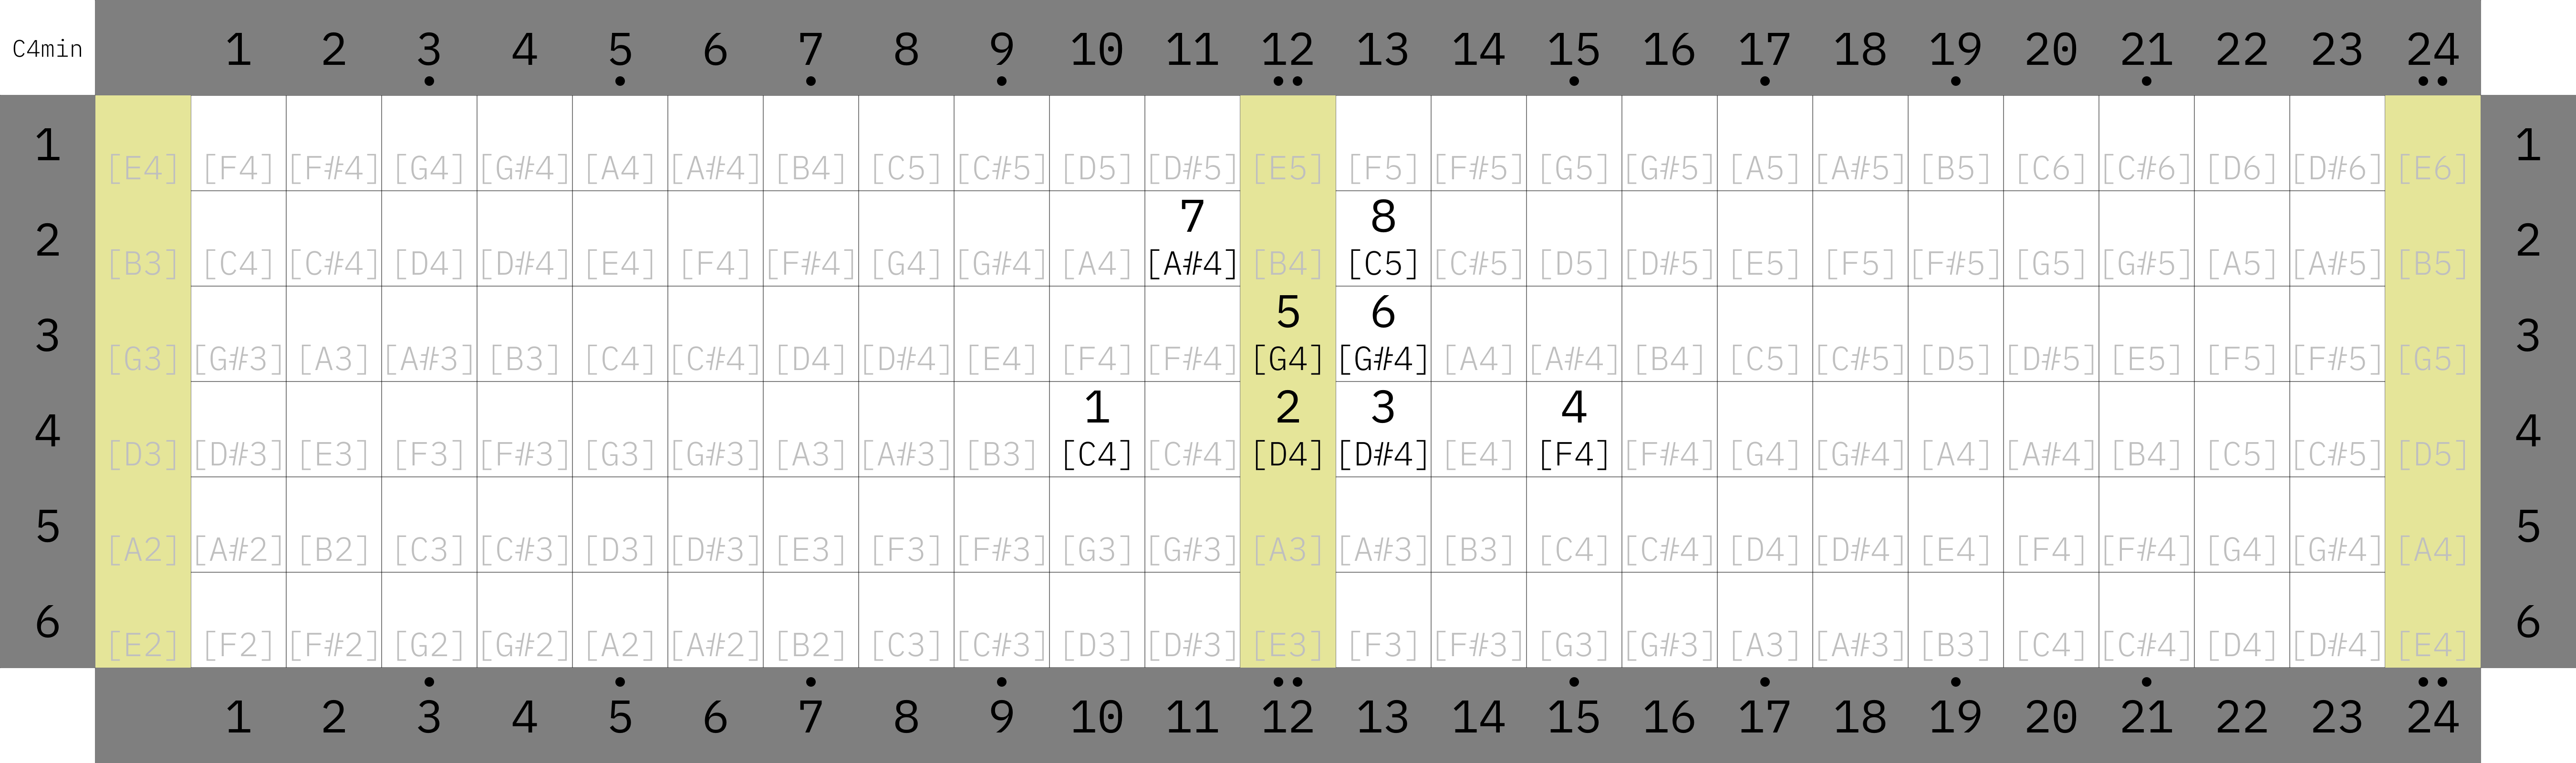 C4min 1 2 3 4 5 6 7 8 9 10 11 12 13 14 15 16 17 18 19 20 21 22 23 24
1 [E4] [F4] [F#4] [G4] [G#4] [A4] [A#4] [B4] [C5] [C#5] [D5] [D#5] [E5] [F5] [F#5] [G5] [G#5] [A5] [A#5] [B5] [C6] [C#6] [D6] [D#6] [E6] 1
7 8
2 [B3] [C4] [C#4] [D4] [D#4] [E4] [F4] [F#4] [G4] [G#4] [A4] [A#4] [B4] [C5] [C#5] [D5] [D#5] [E5] [F5] [F#5] [G5] [G#5] [A5] [A#5] [B5] 2
5 6
3 [G3] [G#3] [A3] [A#3] [B3] [C4] [C#4] [D4] [D#4] [E4] [F4] [F#4] [G4] [G#4] [A4] [A#4] [B4] [C5] [C#5] [D5] [D#5] [E5] [F5] [F#5] [G5] 3
1 2 3 4
4 [D3] [D#3] [E3] [F3] [F#3] [G3] [G#3] [A3] [A#3] [B3] [C4] [C#4] [D4] [D#4] [E4] [F4] [F#4] [G4] [G#4] [A4] [A#4] [B4] [C5] [C#5] [D5] 4
5 [A2] [A#2] [B2] [C3] [C#3] [D3] [D#3] [E3] [F3] [F#3] [G3] [G#3] [A3] [A#3] [B3] [C4] [C#4] [D4] [D#4] [E4] [F4] [F#4] [G4] [G#4] [A4] 5
6 [E2] [F2] [F#2] [G2] [G#2] [A2] [A#2] [B2] [C3] [C#3] [D3] [D#3] [E3] [F3] [F#3] [G3] [G#3] [A3] [A#3] [B3] [C4] [C#4] [D4] [D#4] [E4] 6
1 2 3 4 5 6 7 8 9 10 11 12 13 14 15 16 17 18 19 20 21 22 23 24